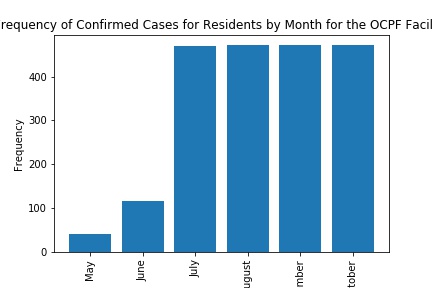 requency of Confirmed Cases for Residents by Month for the OCPF Facil
400
300
200
100
0
Frequency
May
June
July
ugust
mber
tober